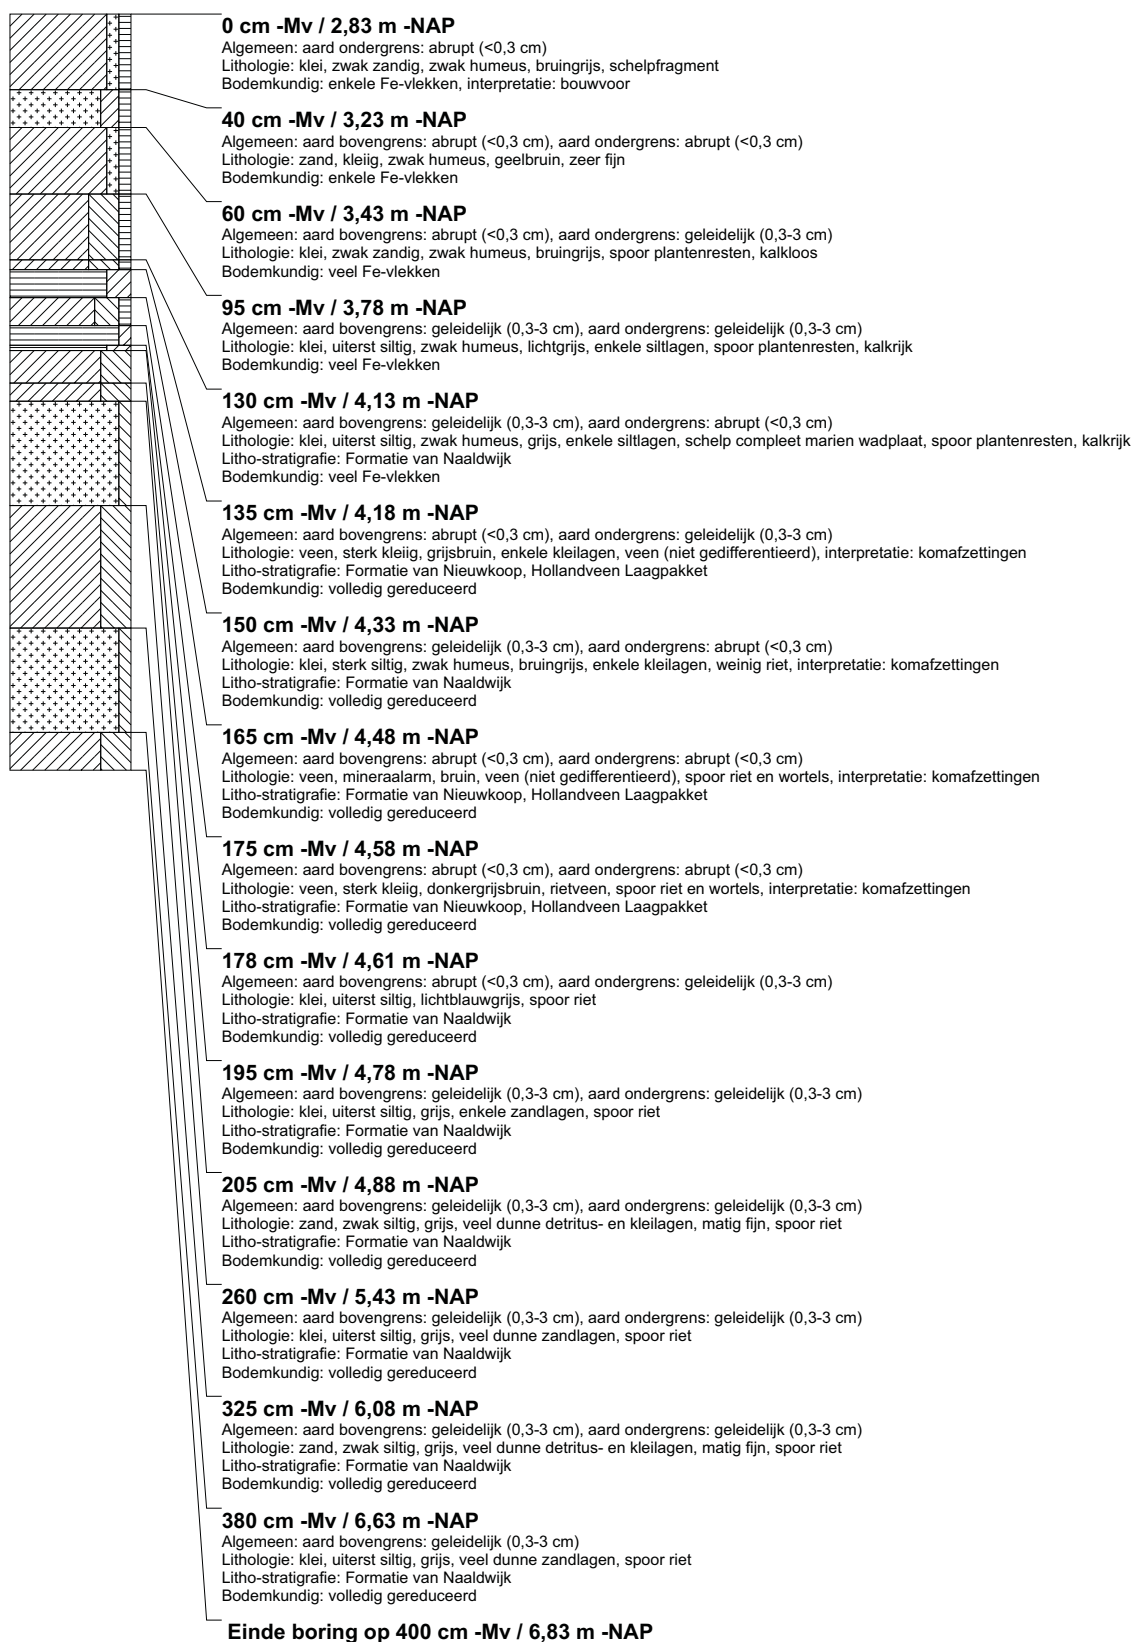 0 cm -Mv / 2,83 m -NAP
Algemeen: aard ondergrens: abrupt (<0,3 cm)
Lithologie: klei, zwak zandig, zwak humeus, bruingrijs, schelpfragment
Bodemkundig: enkele Fe-vlekken, interpretatie: bouwvoor
40 cm -Mv / 3,23 m -NAP
Algemeen: aard bovengrens: abrupt (<0,3 cm), aard ondergrens: abrupt (<0,3 cm)
Lithologie: zand, kleiig, zwak humeus, geelbruin, zeer fijn
Bodemkundig: enkele Fe-vlekken
60 cm -Mv / 3,43 m -NAP
Algemeen: aard bovengrens: abrupt (<0,3 cm), aard ondergrens: geleidelijk (0,3-3 cm)
Lithologie: klei, zwak zandig, zwak humeus, bruingrijs, spoor plantenresten, kalkloos
Bodemkundig: veel Fe-vlekken
95 cm -Mv / 3,78 m -NAP
Algemeen: aard bovengrens: geleidelijk (0,3-3 cm), aard ondergrens: geleidelijk (0,3-3 cm)
Lithologie: klei, uiterst siltig, zwak humeus, lichtgrijs, enkele siltlagen, spoor plantenresten, kalkrijk
Bodemkundig: veel Fe-vlekken
130 cm -Mv / 4,13 m -NAP
Algemeen: aard bovengrens: geleidelijk (0,3-3 cm), aard ondergrens: abrupt (<0,3 cm)
Lithologie: klei, uiterst siltig, zwak humeus, grijs, enkele siltlagen, schelp compleet marien wadplaat, spoor plantenresten, kalkrijk
Litho-stratigrafie: Formatie van Naaldwijk
Bodemkundig: veel Fe-vlekken
135 cm -Mv / 4,18 m -NAP
Algemeen: aard bovengrens: abrupt (<0,3 cm), aard ondergrens: geleidelijk (0,3-3 cm)
Lithologie: veen, sterk kleiig, grijsbruin, enkele kleilagen, veen (niet gedifferentieerd), interpretatie: komafzettingen
Litho-stratigrafie: Formatie van Nieuwkoop, Hollandveen Laagpakket
Bodemkundig: volledig gereduceerd
150 cm -Mv / 4,33 m -NAP
Algemeen: aard bovengrens: geleidelijk (0,3-3 cm), aard ondergrens: abrupt (<0,3 cm)
Lithologie: klei, sterk siltig, zwak humeus, bruingrijs, enkele kleilagen, weinig riet, interpretatie: komafzettingen
Litho-stratigrafie: Formatie van Naaldwijk
Bodemkundig: volledig gereduceerd
165 cm -Mv / 4,48 m -NAP
Algemeen: aard bovengrens: abrupt (<0,3 cm), aard ondergrens: abrupt (<0,3 cm)
Lithologie: veen, mineraalarm, bruin, veen (niet gedifferentieerd), spoor riet en wortels, interpretatie: komafzettingen
Litho-stratigrafie: Formatie van Nieuwkoop, Hollandveen Laagpakket
Bodemkundig: volledig gereduceerd
175 cm -Mv / 4,58 m -NAP
Algemeen: aard bovengrens: abrupt (<0,3 cm), aard ondergrens: abrupt (<0,3 cm)
Lithologie: veen, sterk kleiig, donkergrijsbruin, rietveen, spoor riet en wortels, interpretatie: komafzettingen
Litho-stratigrafie: Formatie van Nieuwkoop, Hollandveen Laagpakket
Bodemkundig: volledig gereduceerd
178 cm -Mv / 4,61 m -NAP
Algemeen: aard bovengrens: abrupt (<0,3 cm), aard ondergrens: geleidelijk (0,3-3 cm)
Lithologie: klei, uiterst siltig, lichtblauwgrijs, spoor riet
Litho-stratigrafie: Formatie van Naaldwijk
Bodemkundig: volledig gereduceerd
195 cm -Mv / 4,78 m -NAP
Algemeen: aard bovengrens: geleidelijk (0,3-3 cm), aard ondergrens: geleidelijk (0,3-3 cm)
Lithologie: klei, uiterst siltig, grijs, enkele zandlagen, spoor riet
Litho-stratigrafie: Formatie van Naaldwijk
Bodemkundig: volledig gereduceerd
205 cm -Mv / 4,88 m -NAP
Algemeen: aard bovengrens: geleidelijk (0,3-3 cm), aard ondergrens: geleidelijk (0,3-3 cm)
Lithologie: zand, zwak siltig, grijs, veel dunne detritus- en kleilagen, matig fijn, spoor riet
Litho-stratigrafie: Formatie van Naaldwijk
Bodemkundig: volledig gereduceerd
260 cm -Mv / 5,43 m -NAP
Algemeen: aard bovengrens: geleidelijk (0,3-3 cm), aard ondergrens: geleidelijk (0,3-3 cm)
Lithologie: klei, uiterst siltig, grijs, veel dunne zandlagen, spoor riet
Litho-stratigrafie: Formatie van Naaldwijk
Bodemkundig: volledig gereduceerd
325 cm -Mv / 6,08 m -NAP
Algemeen: aard bovengrens: geleidelijk (0,3-3 cm), aard ondergrens: geleidelijk (0,3-3 cm)
Lithologie: zand, zwak siltig, grijs, veel dunne detritus- en kleilagen, matig fijn, spoor riet
Litho-stratigrafie: Formatie van Naaldwijk
Bodemkundig: volledig gereduceerd
380 cm -Mv / 6,63 m -NAP
Algemeen: aard bovengrens: geleidelijk (0,3-3 cm)
Lithologie: klei, uiterst siltig, grijs, veel dunne zandlagen, spoor riet
Litho-stratigrafie: Formatie van Naaldwijk
Bodemkundig: volledig gereduceerd
Einde boring op 400 cm -Mv / 6,83 m -NAP